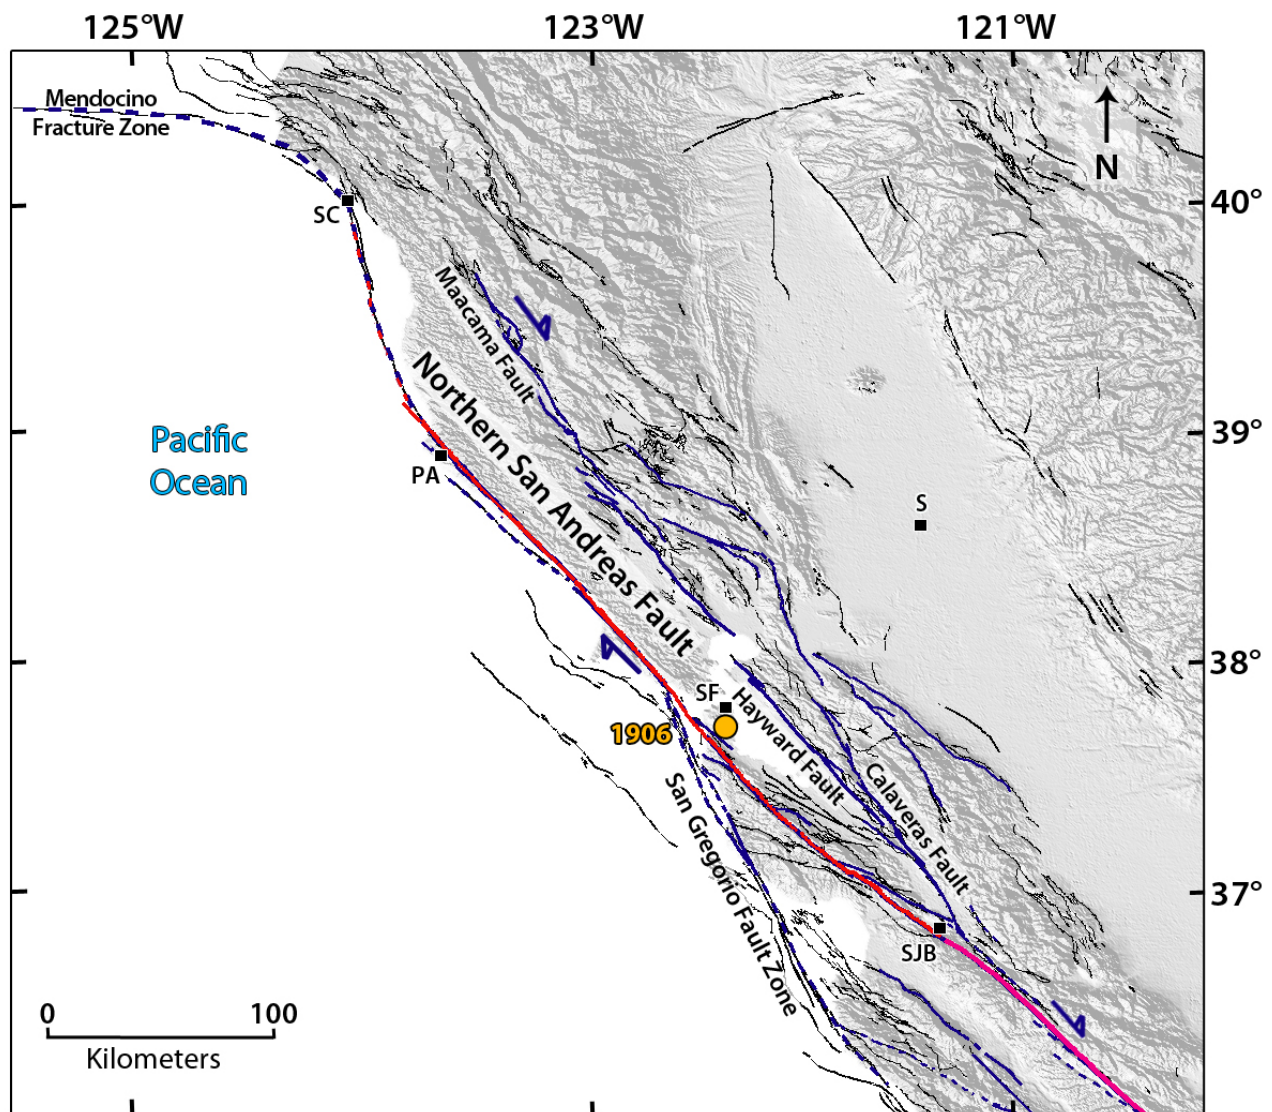 125°W 123°W 121°W
Mendocino
Fracture Zone
N
SC
40°
Maacama Fault
Northern San Andreas Fault
Pacific
Ocean
39°
PA
S
38°
SF
1906
Hayward Fault
Calaveras Fault
San Gregorio Fault Zone
37°
SJB
0 100
Kilometers